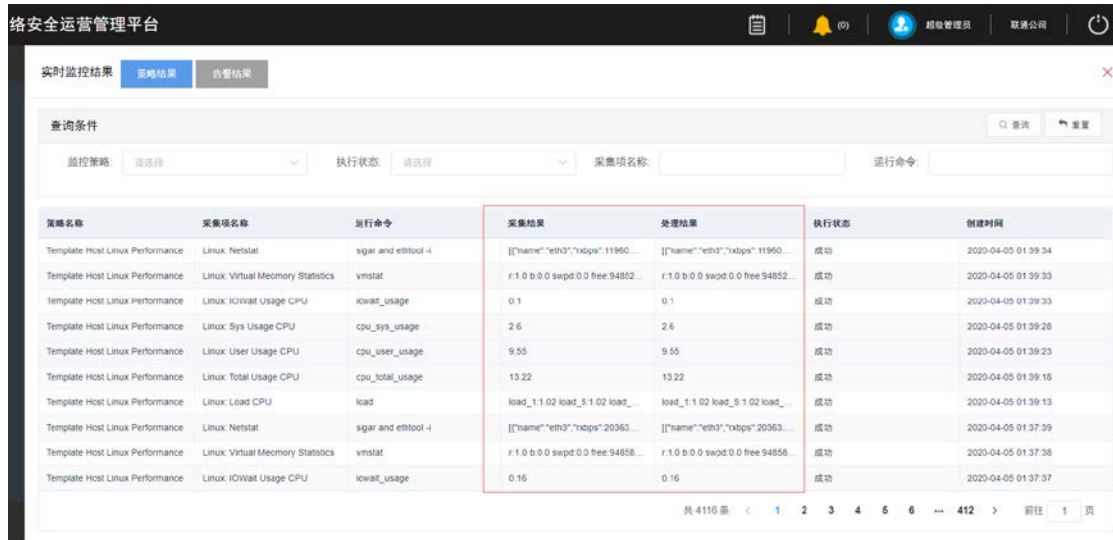 络安全运营管理平台 (0) 超级管理员 联通公司
实时监控结果 策略结果 告警结果
查询条件 查询 重置
监控策略: 请选择 执行状态: 请选择 采集项名称: 运行命令:
策略名称 采集项名称 运行命令 采集结果 处理结果 执行状态 创建时间
Template Host Linux Performance Linux: Netstat sigar and ethtool -i [{"name":"eth3","rxbps":11960... [{"name":"eth3","rxbps":11960... 成功 2020-04-05 01:39:34
Template Host Linux Performance Linux: Virtual Mecmory Statistics vmstat r:1.0 b:0.0 swpd:0.0 free:94852... r:1.0 b:0.0 swpd:0.0 free:94852... 成功 2020-04-05 01:39:33
Template Host Linux Performance Linux: IOWait Usage CPU iowait_usage 0.1 0.1 成功 2020-04-05 01:39:33
Template Host Linux Performance Linux: Sys Usage CPU cpu_sys_usage 2.6 2.6 成功 2020-04-05 01:39:28
Template Host Linux Performance Linux: User Usage CPU cpu_user_usage 9.55 9.55 成功 2020-04-05 01:39:23
Template Host Linux Performance Linux: Total Usage CPU cpu_total_usage 13.22 13.22 成功 2020-04-05 01:39:18
Template Host Linux Performance Linux: Load CPU load load_1:1.02 load_5:1.02 load_... load_1:1.02 load_5:1.02 load_... 成功 2020-04-05 01:39:13
Template Host Linux Performance Linux: Netstat sigar and ethtool -i [{"name":"eth3","rxbps":20363... [{"name":"eth3","rxbps":20363... 成功 2020-04-05 01:37:39
Template Host Linux Performance Linux: Virtual Mecmory Statistics vmstat r:1.0 b:0.0 swpd:0.0 free:94858... r:1.0 b:0.0 swpd:0.0 free:94858... 成功 2020-04-05 01:37:38
Template Host Linux Performance Linux: IOWait Usage CPU iowait_usage 0.16 0.16 成功 2020-04-05 01:37:37
共 4116 条 < 1 2 3 4 5 6 ... 412 > 前往 1 页